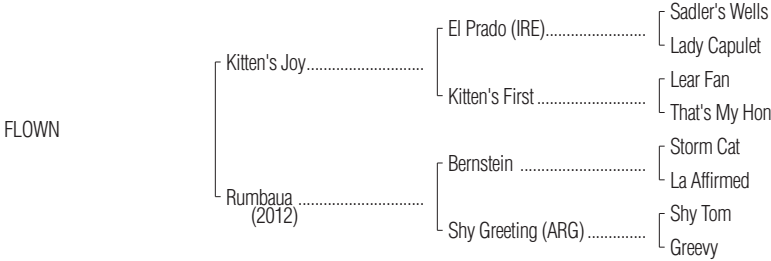 Sadler's Wells
El Prado (IRE)
Lady Capulet
Kitten's Joy
Lear Fan
Kitten's First
That's My Hon
FLOWN
Storm Cat
Bernstein
La Affirmed
Rumbaua
(2012)
Shy Tom
Shy Greeting (ARG)
Greevy